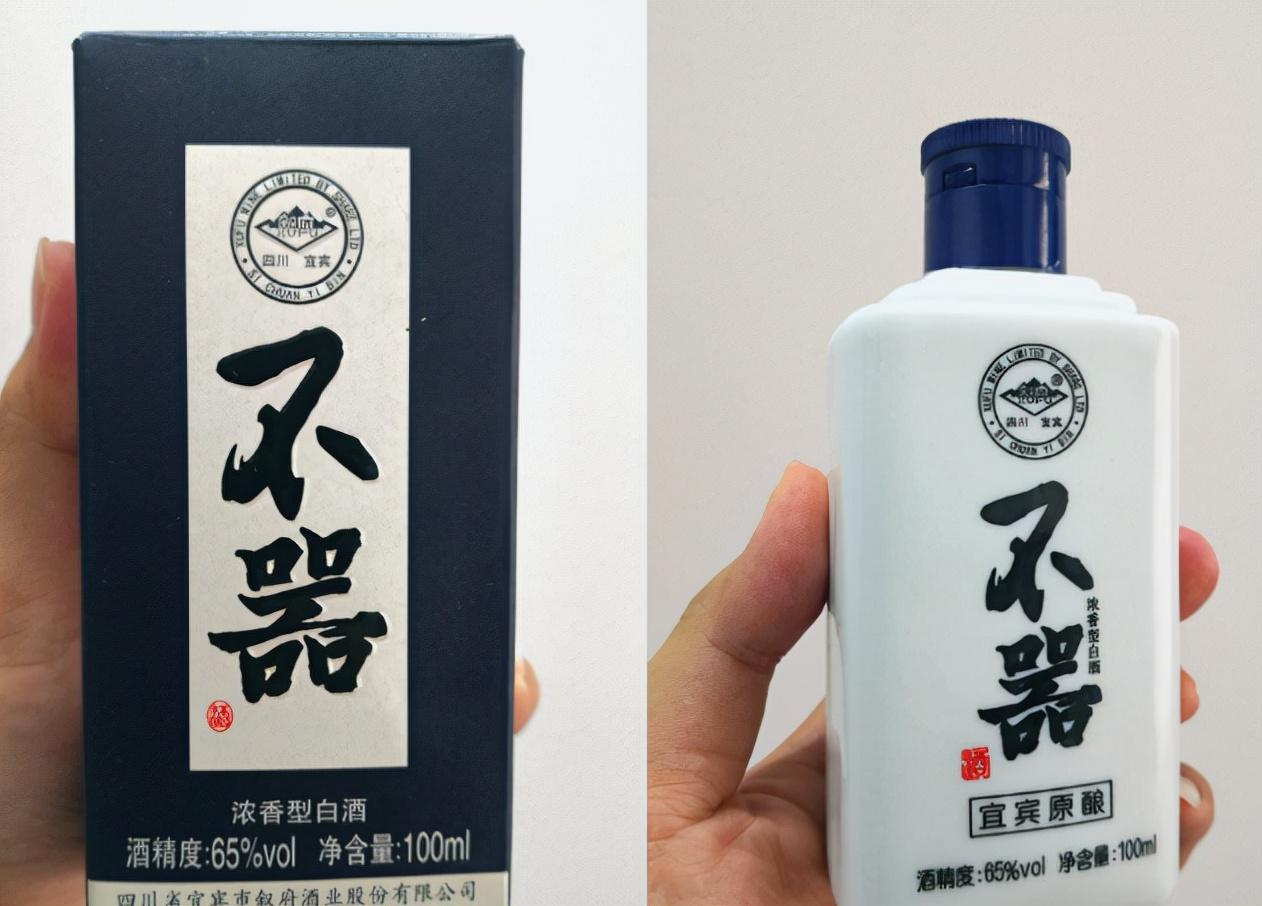 XUFU WINE LIMITED BY SHARE LTD
XUFU
®
四川 宜宾
SI CHUAN YI BIN
不器
浓香型白酒
酒精度:65%vol 净含量:100ml
四川省宜宾市叙府酒业股份有限公司
XUFU WINE LIMITED BY SHARE LTD
®
XUFU
四川 宜宾
SI CHUAN YI BIN
不器
浓香型白酒
酒
宜宾原酿
酒精度:65%vol 净含量:100ml